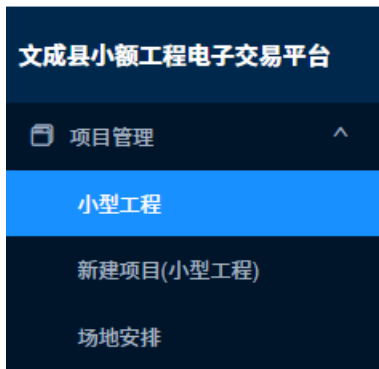 文成县小额工程电子交易平台
项目管理
小型工程
新建项目(小型工程)
场地安排